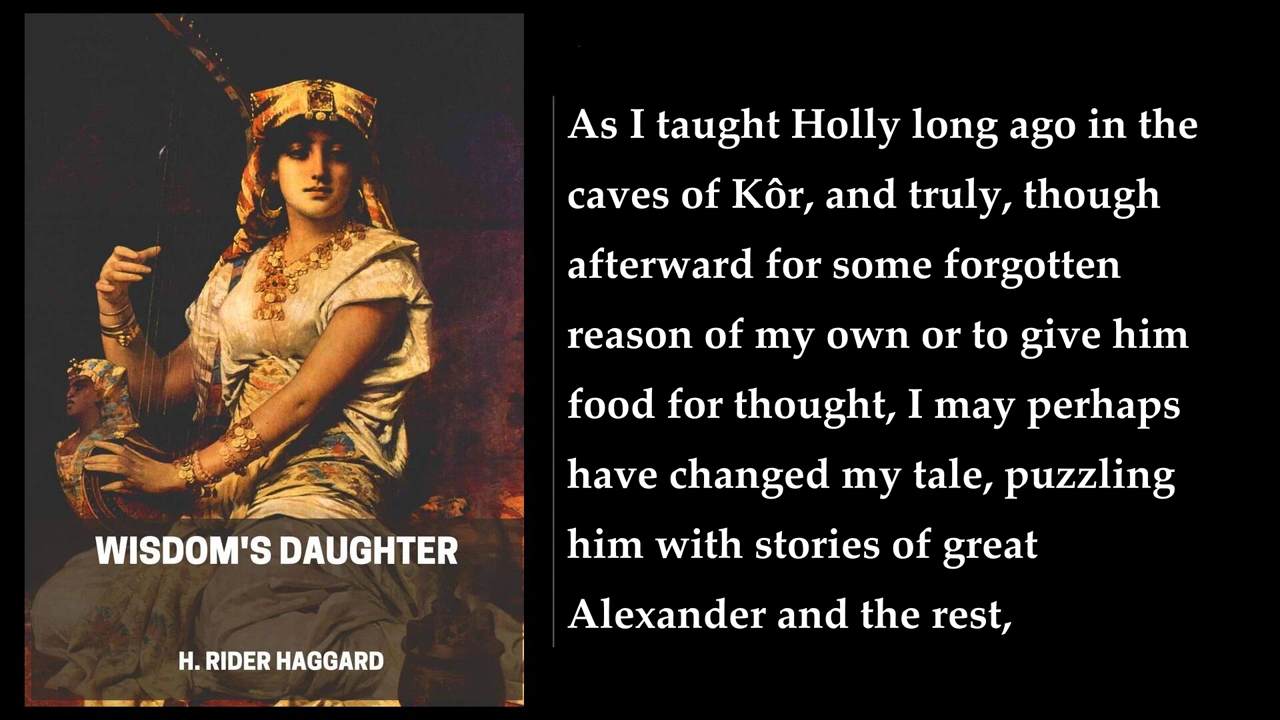 WISDOM'S DAUGHTER
H. RIDER HAGGARD
As I taught Holly long ago in the
caves of Kôr, and truly, though
afterward for some forgotten
reason of my own or to give him
food for thought, I may perhaps
have changed my tale, puzzling
him with stories of great
Alexander and the rest,